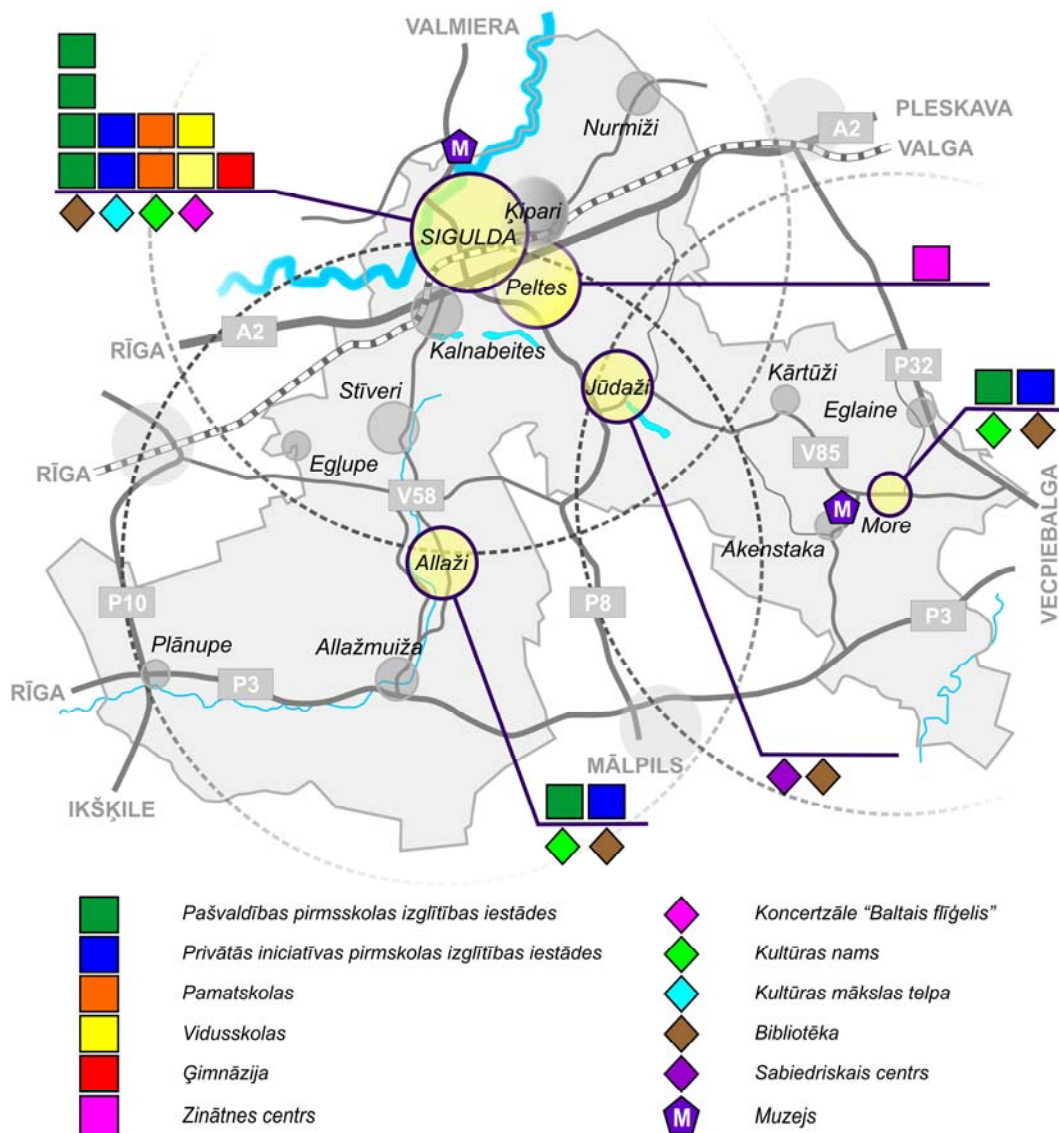 VALMIERA
PLESKAVA
A2
VALGA
Nurmiži
M
Ķipari
SIGULDA
Peltes
A2
RĪGA
Kalnabeites
Stīveri
Jūdaži
Kārtūži
P32
Eglaine
RĪGA
Egļupe
V85
V58
M
More
Akenstaka
VECPIEBALGA
Allaži
P10
P8
P3
Plānupe
Allažmuiža
RĪGA
P3
MĀLPILS
IKŠĶILE
Pašvaldības pirmsskolas izglītības iestādes
Privātās iniciatīvas pirmskolas izglītības iestādes
Pamatskolas
Vidusskolas
Ģimnāzija
Zinātnes centrs
Koncertzāle “Baltais flīģelis”
Kultūras nams
Kultūras mākslas telpa
Bibliotēka
Sabiedriskais centrs
M Muzejs